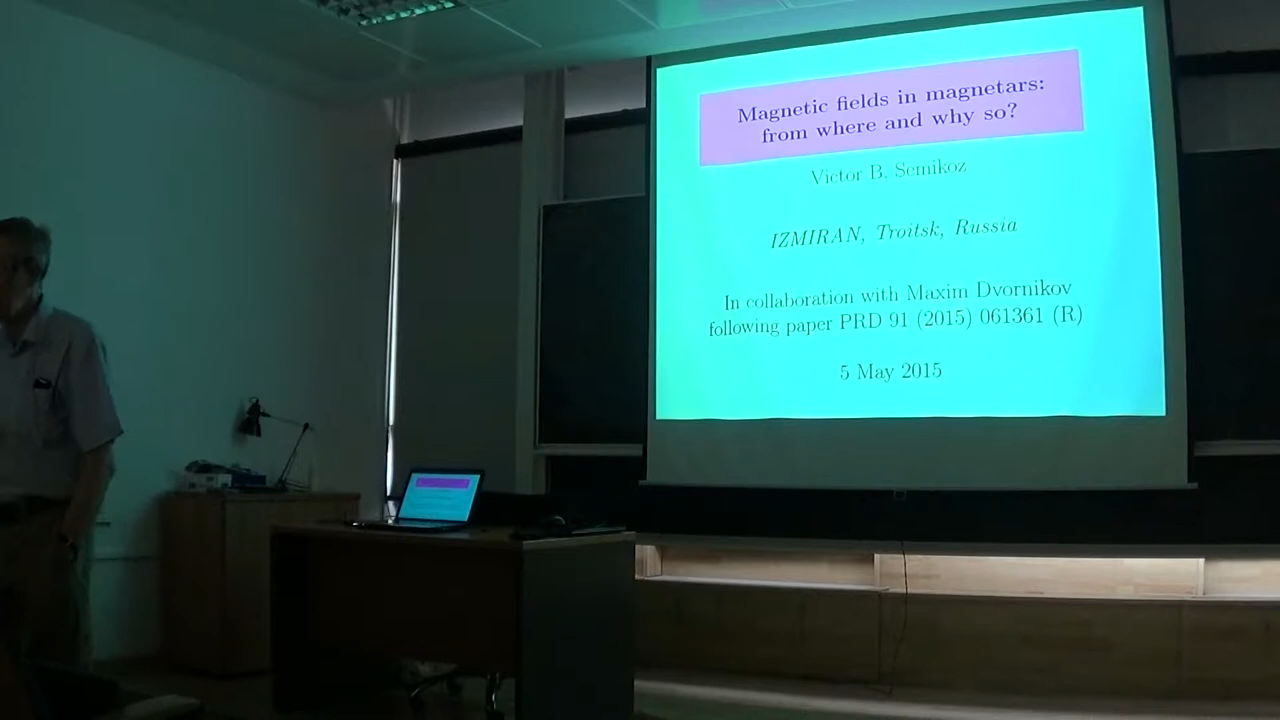 Magnetic fields in magnetars:
from where and why so?
Victor B. Semikoz
IZMIRAN, Troitsk, Russia
In collaboration with Maxim Dvornikov
following paper PRD 91 (2015) 061361 (R)
5 May 2015